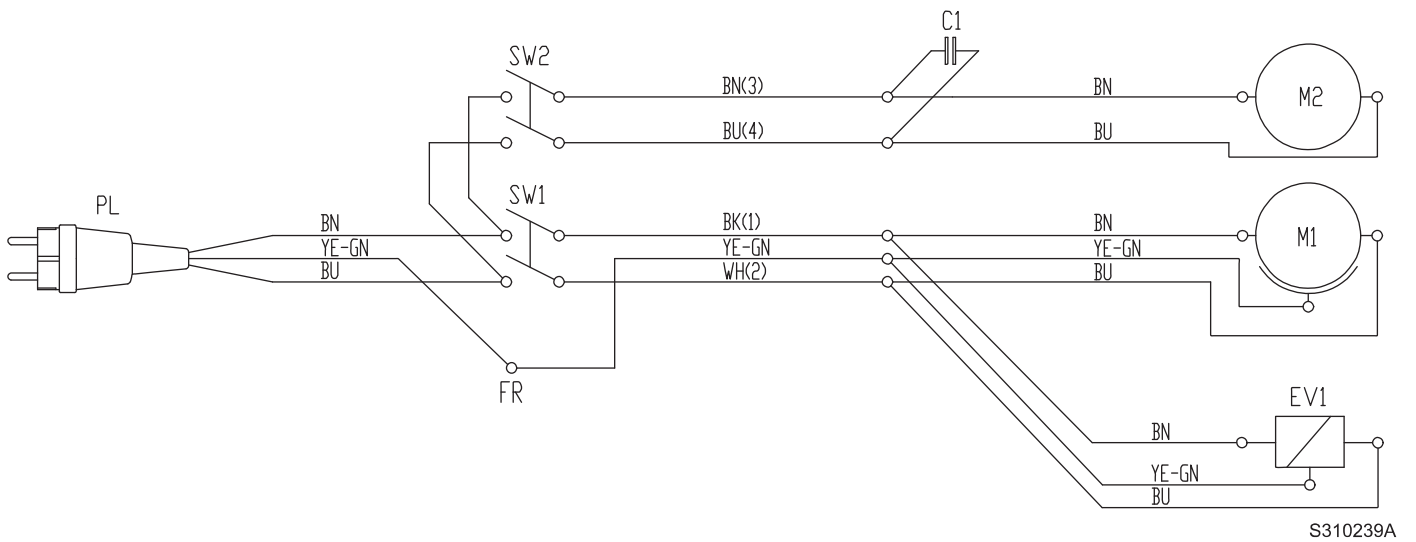 C1
SW2
BN(3)
BN
M2
BU(4)
BU
PL
SW1
BN
BK(1)
BN
M1
YE-GN
YE-GN
YE-GN
BU
WH(2)
BU
FR
EV1
BN
YE-GN
BU
S310239A